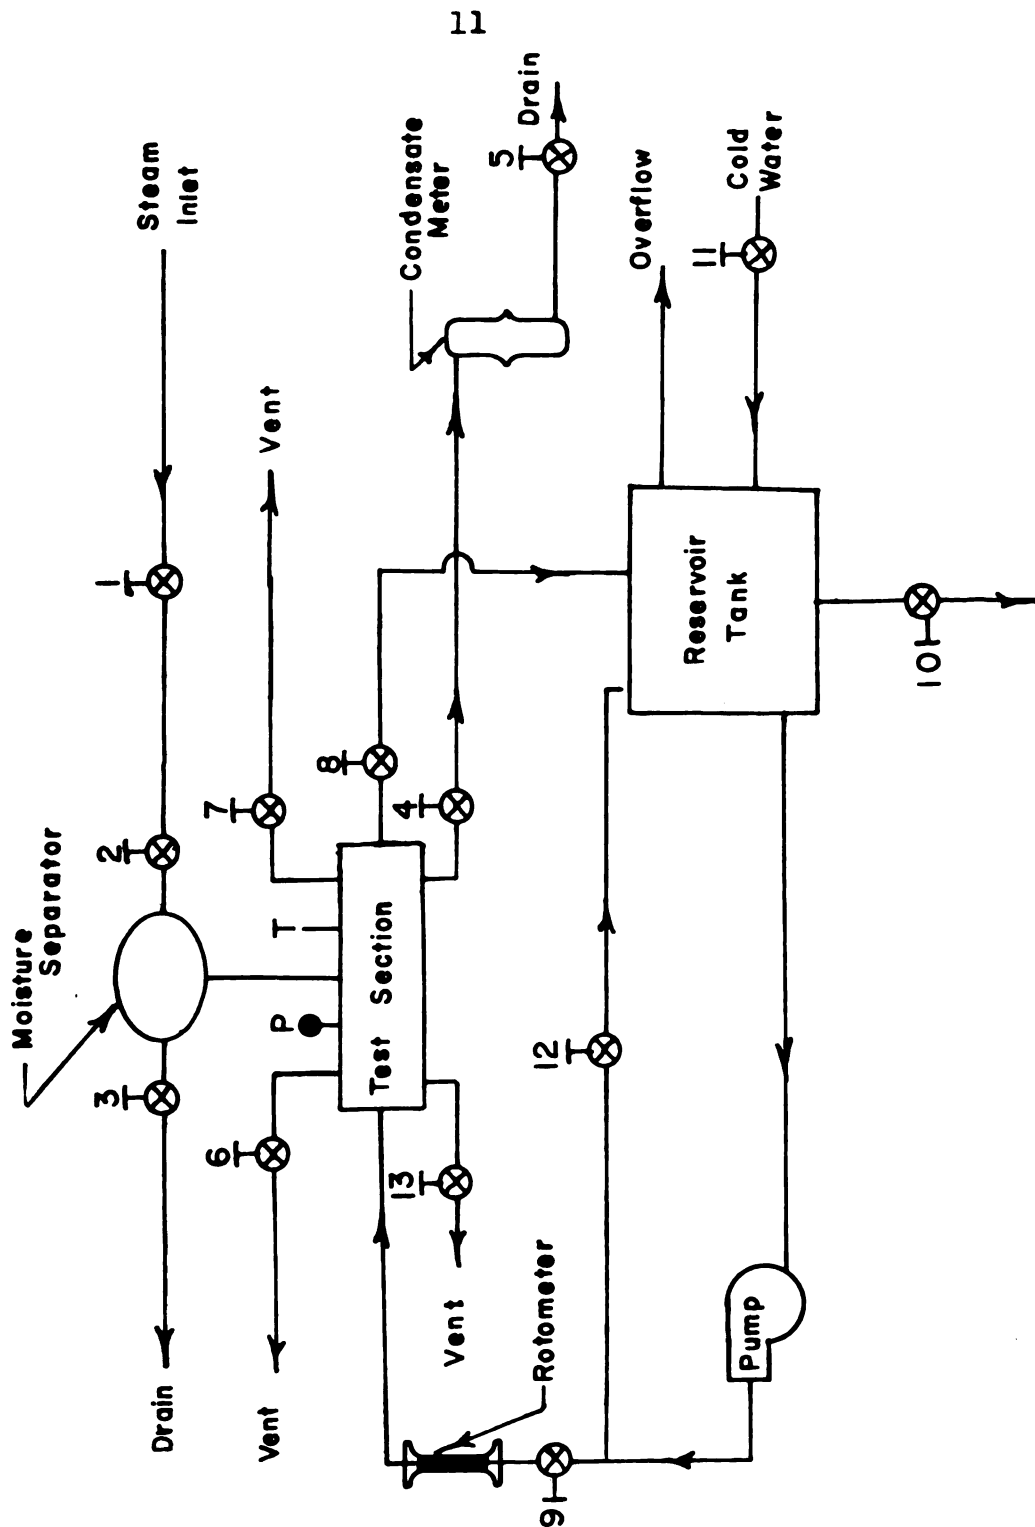 11
Steam
Inlet
1
2
Moisture
Separator
3
Drain
Vent
7
Vent
6
T
P
Test Section
8
4
13
Vent
Condensate
Meter
5
Drain
Overflow
11
Cold
Water
Reservoir
Tank
10
12
Rotometer
9
Pump